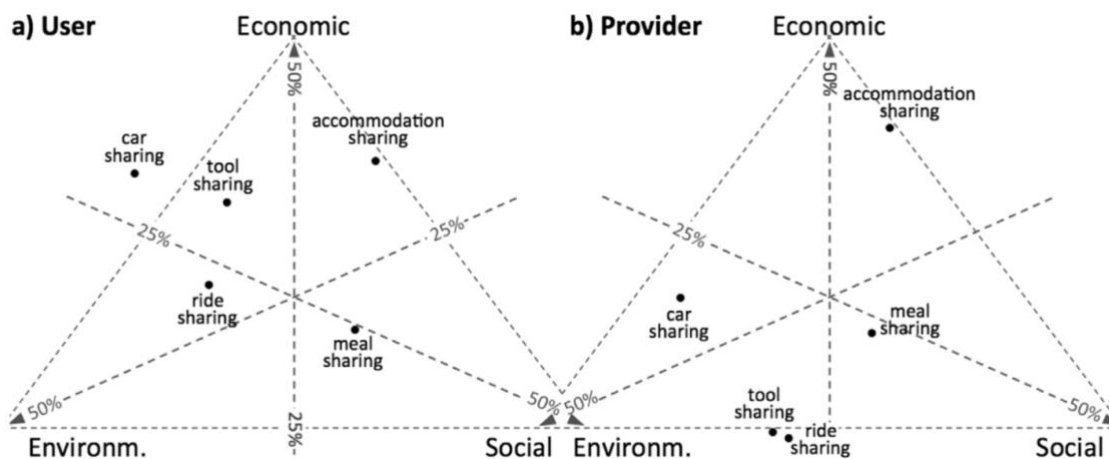 a) User
Economic
50%
car
sharing
tool
sharing
accommodation
sharing
25%
25%
ride
sharing
meal
sharing
50%
50%
25%
Environm.
Social
b) Provider
Economic
50%
accommodation
sharing
25%
car
sharing
meal
sharing
tool
sharing
ride
sharing
50%
50%
Environm.
Social